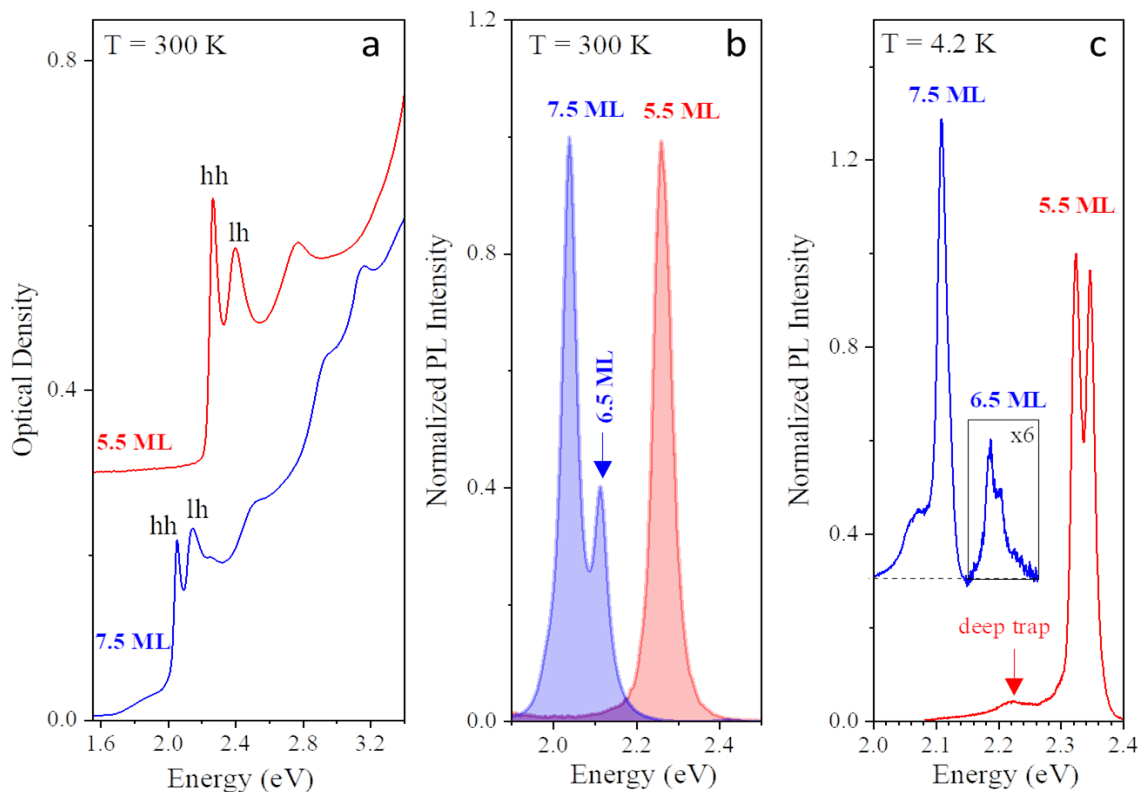 T = 300 K
a
0.8
0.4
0.0
Optical Density
hh
lh
5.5 ML
hh
lh
7.5 ML
1.6
2.0
2.4
2.8
3.2
Energy (eV)
T = 300 K
b
1.2
0.8
0.4
0.0
Normalized PL Intensity
7.5 ML
5.5 ML
6.5 ML
2.0
2.2
2.4
Energy (eV)
T = 4.2 K
c
1.2
0.8
0.4
0.0
Normalized PL Intensity
7.5 ML
5.5 ML
6.5 ML
x6
deep trap
2.0
2.1
2.2
2.3
2.4
Energy (eV)